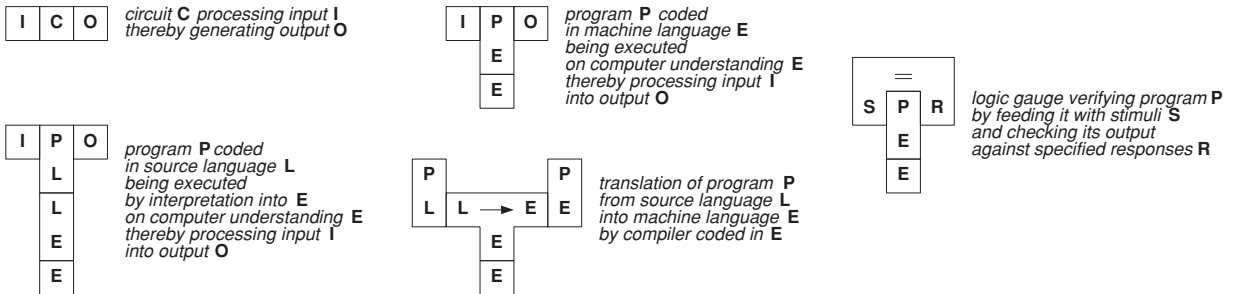 I C O
circuit C processing input I
thereby generating output O
I P O
E
E
program P coded
in machine language E
being executed
on computer understanding E
thereby processing input I
into output O
=
S P R
E
E
logic gauge verifying program P
by feeding it with stimuli S
and checking its output
against specified responses R
I P O
L
L
E
E
program P coded
in source language L
being executed
by interpretation into E
on computer understanding E
thereby processing input I
into output O
P P
L L → E E
E
E
translation of program P
from source language L
into machine language E
by compiler coded in E